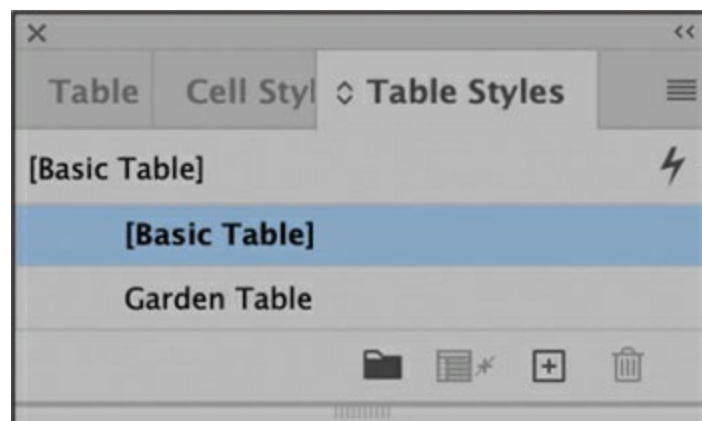 Table Cell Styl Table Styles
[Basic Table]
[Basic Table]
Garden Table